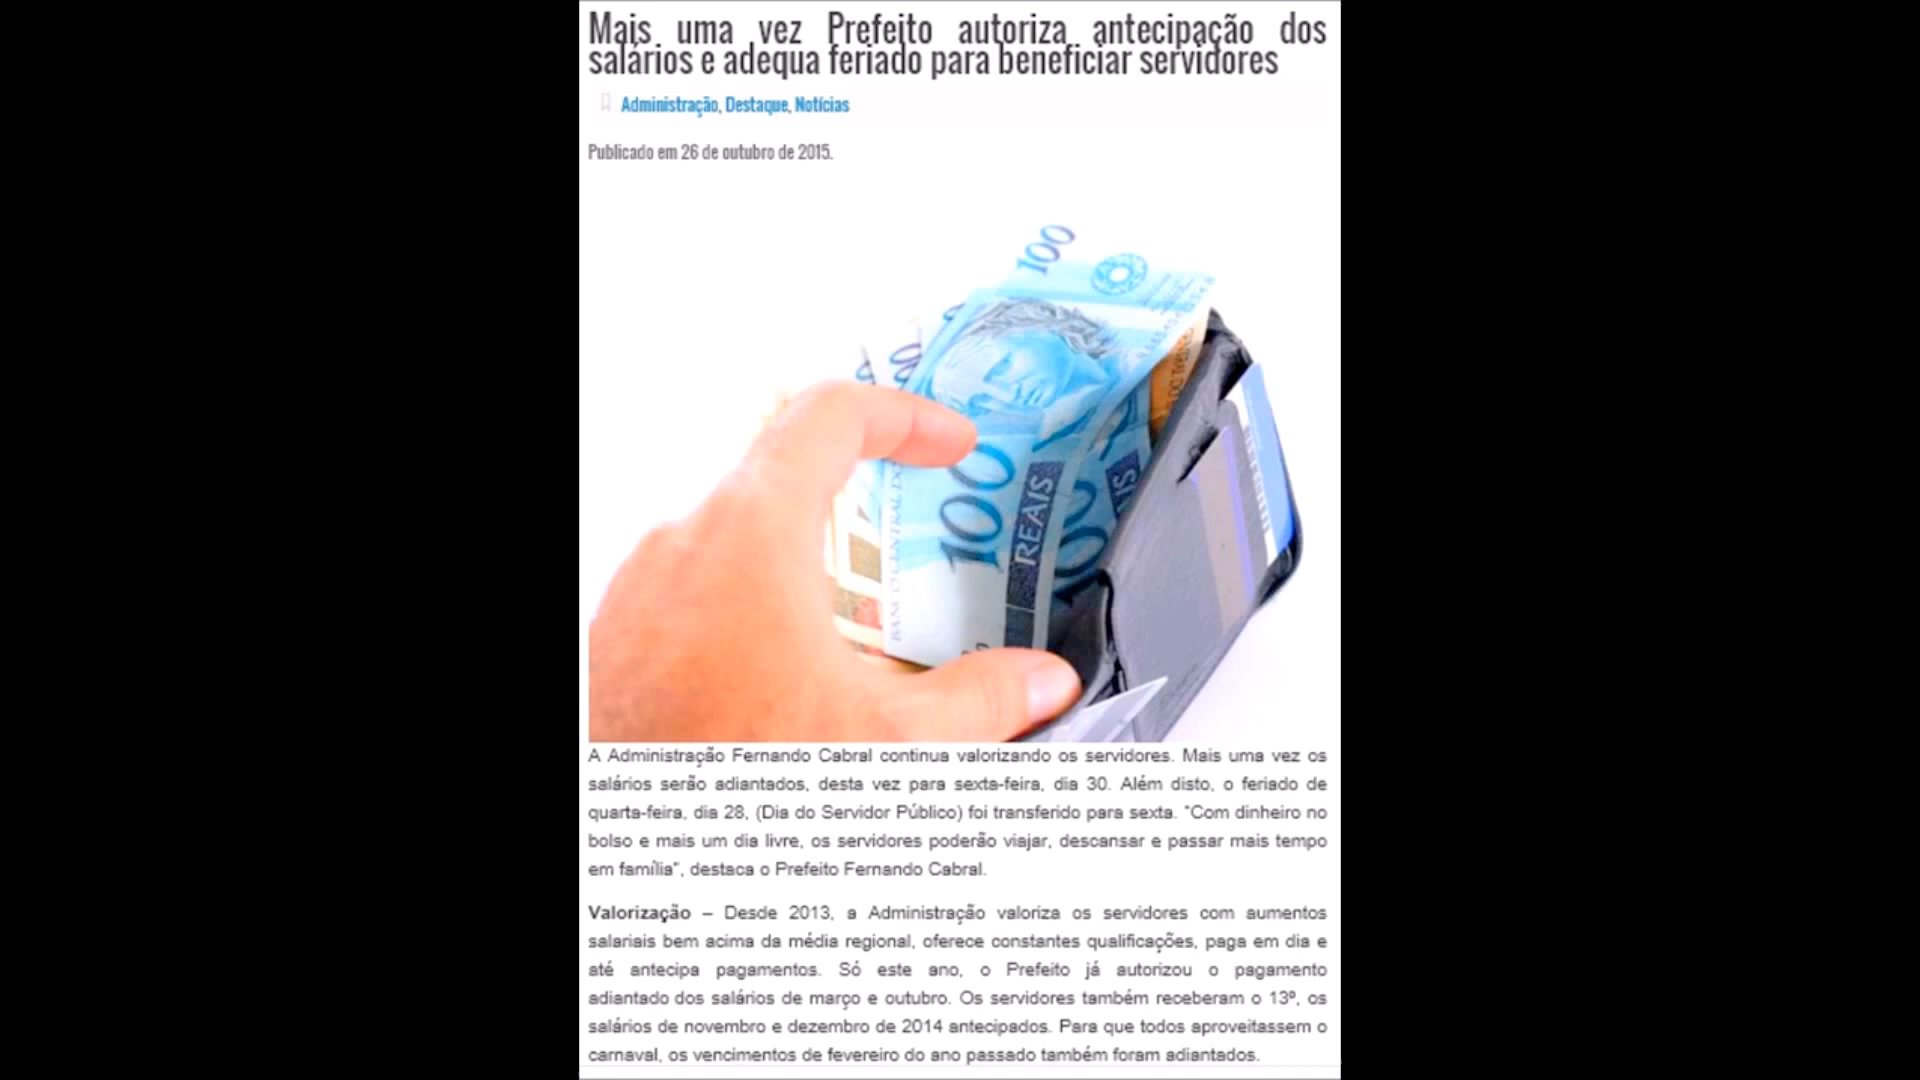 Mais uma vez Prefeito autoriza antecipação dos
salários e adequa feriado para beneficiar servidores
Administração, Destaque, Notícias
Publicado em 26 de outubro de 2015.
100
100
REAIS
BANCO CENTRAL DO
A Administração Fernando Cabral continua valorizando os servidores. Mais uma vez os
salários serão adiantados, desta vez para sexta-feira, dia 30. Além disto, o feriado de
quarta-feira, dia 28, (Dia do Servidor Público) foi transferido para sexta. "Com dinheiro no
bolso e mais um dia livre, os servidores poderão viajar, descansar e passar mais tempo
em família", destaca o Prefeito Fernando Cabral.
Valorização – Desde 2013, a Administração valoriza os servidores com aumentos
salariais bem acima da média regional, oferece constantes qualificações, paga em dia e
até antecipa pagamentos. Só este ano, o Prefeito já autorizou o pagamento
adiantado dos salários de março e outubro. Os servidores também receberam o 13º, os
salários de novembro e dezembro de 2014 antecipados. Para que todos aproveitassem o
carnaval, os vencimentos de fevereiro do ano passado também foram adiantados.